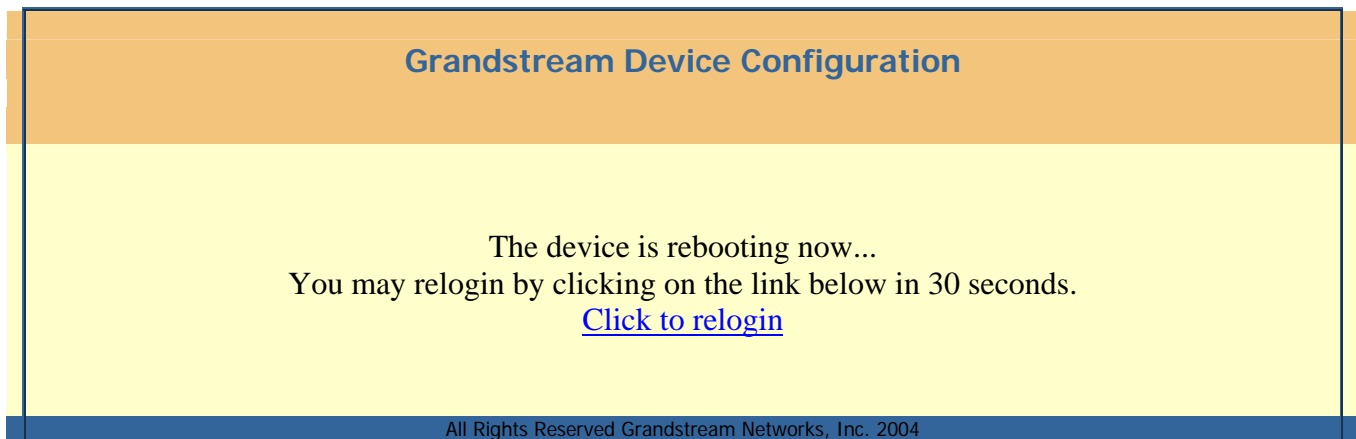 Grandstream Device Configuration
The device is rebooting now...
You may relogin by clicking on the link below in 30 seconds.
Click to relogin
All Rights Reserved Grandstream Networks, Inc. 2004